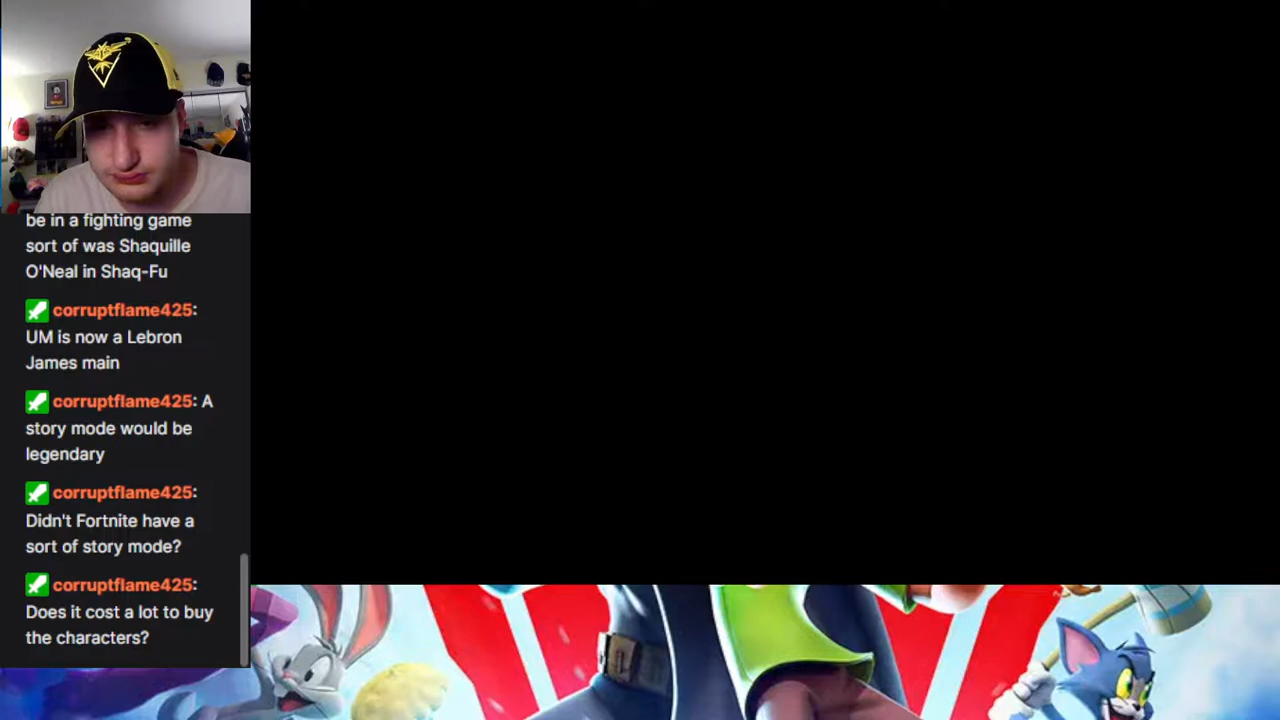 be in a fighting game
sort of was Shaquille
O'Neal in Shaq-Fu
corruptflame425:
UM is now a Lebron
James main
corruptflame425: A
story mode would be
legendary
corruptflame425:
Didn't Fortnite have a
sort of story mode?
corruptflame425:
Does it cost a lot to buy
the characters?